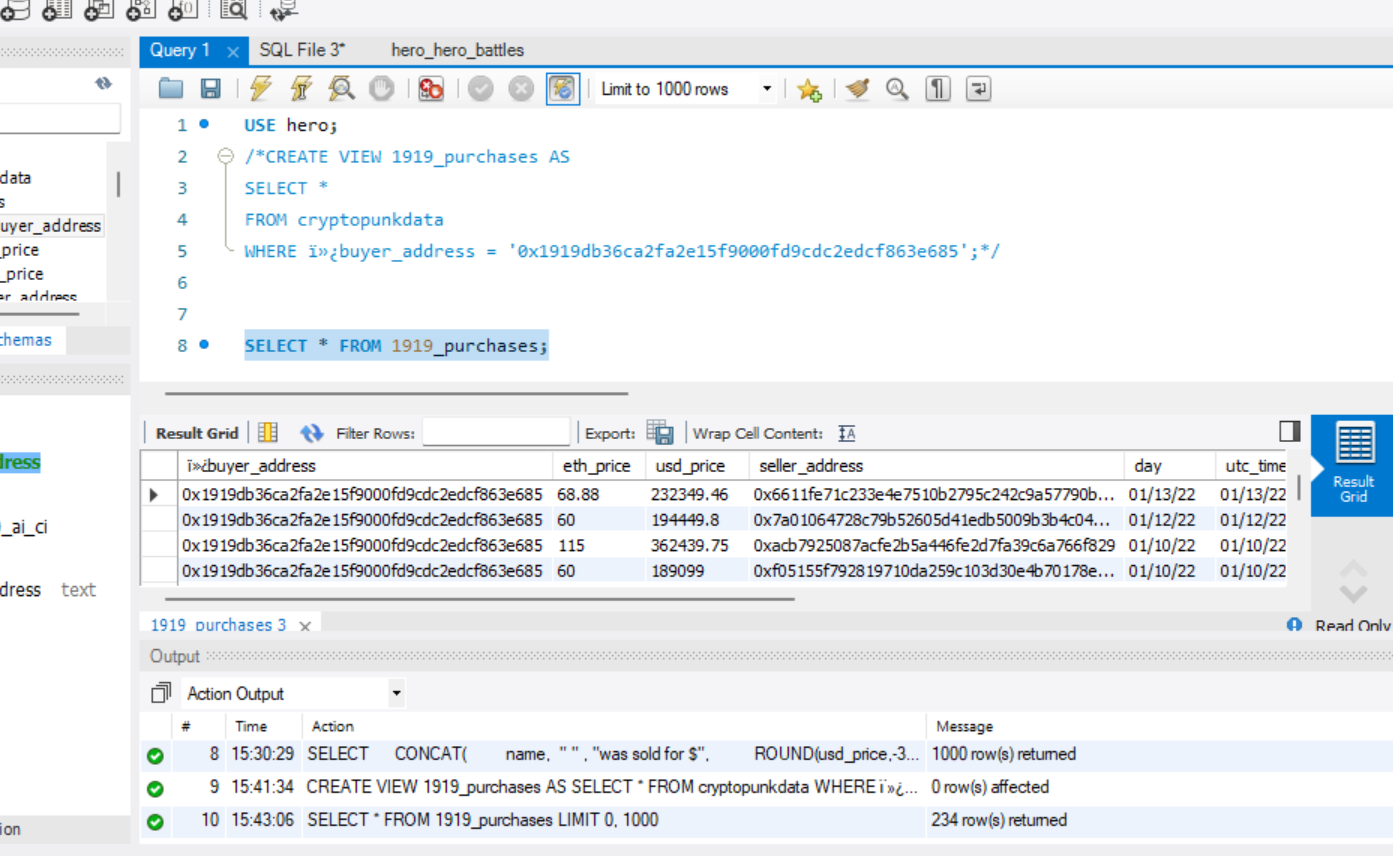 Query 1 × SQL File 3* hero_hero_battles
Limit to 1000 rows
1 USE hero;
2 /*CREATE VIEW 1919_purchases AS
3 SELECT *
4 FROM cryptopunkdata
5 WHERE ï»¿buyer_address = '0x1919db36ca2fa2e15f9000fd9cdc2edcf863e685';*/
6
7
8 SELECT * FROM 1919_purchases;
data
s
uyer_address
_price
_price
er_address
chemas
dress
_ai_ci
dress text
ion
Result Grid Filter Rows: Export: Wrap Cell Content:
ï»¿buyer_address eth_price usd_price seller_address day utc_time
0x1919db36ca2fa2e15f9000fd9cdc2edcf863e685 68.88 232349.46 0x6611fe71c233e4e7510b2795c242c9a57790b... 01/13/22 01/13/22
0x1919db36ca2fa2e15f9000fd9cdc2edcf863e685 60 194449.8 0x7a01064728c79b52605d41edb5009b3b4c04... 01/12/22 01/12/22
0x1919db36ca2fa2e15f9000fd9cdc2edcf863e685 115 362439.75 0xacb7925087acfe2b5a446fe2d7fa39c6a766f829 01/10/22 01/10/22
0x1919db36ca2fa2e15f9000fd9cdc2edcf863e685 60 189099 0xf05155f792819710da259c103d30e4b70178e... 01/10/22 01/10/22
Result
Grid
1919_purchases 3 ×
Read Only
Output
Action Output
# Time Action Message
8 15:30:29 SELECT CONCAT( name, " " , "was sold for $", ROUND(usd_price,-3... 1000 row(s) returned
9 15:41:34 CREATE VIEW 1919_purchases AS SELECT * FROM cryptopunkdata WHERE ï»¿... 0 row(s) affected
10 15:43:06 SELECT * FROM 1919_purchases LIMIT 0, 1000 234 row(s) returned